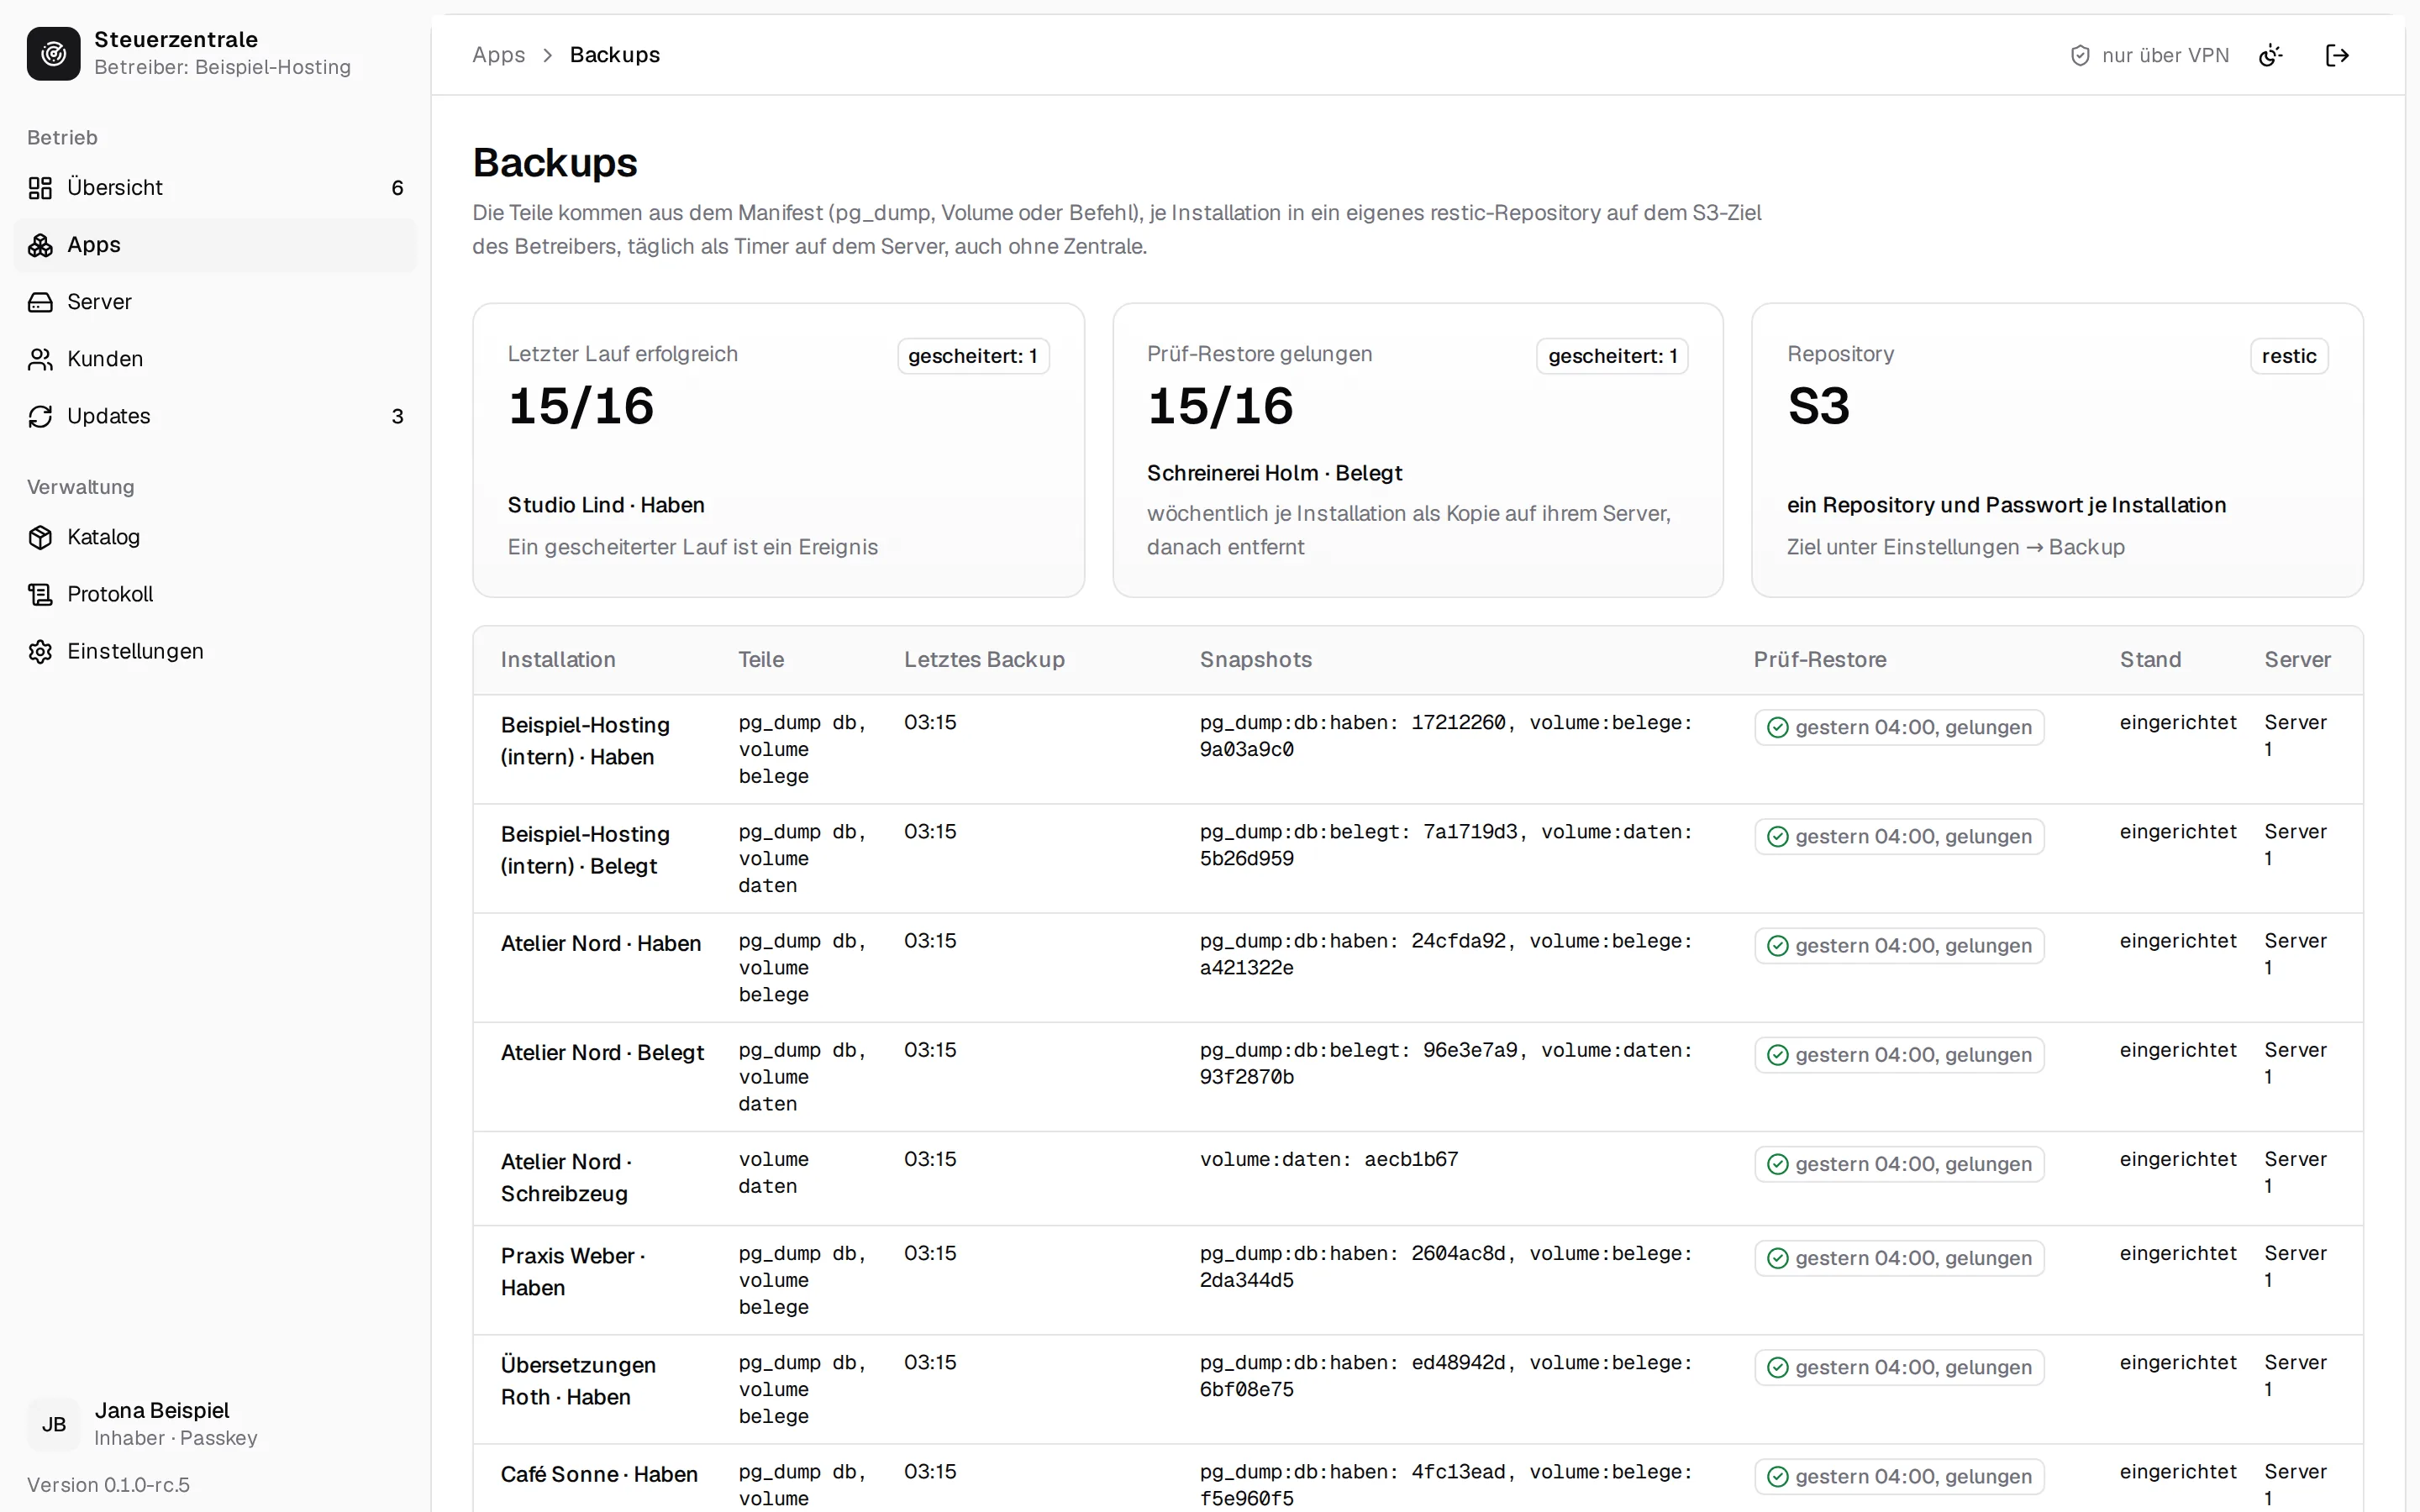 Steuerzentrale
Betreiber: Beispiel-Hosting
Betrieb
Übersicht 6
Apps
Server
Kunden
Updates 3
Verwaltung
Katalog
Protokoll
Einstellungen
JB
Jana Beispiel
Inhaber · Passkey
Version 0.1.0-rc.5
Apps > Backups
nur über VPN
Backups
Die Teile kommen aus dem Manifest (pg_dump, Volume oder Befehl), je Installation in ein eigenes restic-Repository auf dem S3-Ziel
des Betreibers, täglich als Timer auf dem Server, auch ohne Zentrale.
Letzter Lauf erfolgreich
gescheitert: 1
15/16
Studio Lind · Haben
Ein gescheiterter Lauf ist ein Ereignis
Prüf-Restore gelungen
gescheitert: 1
15/16
Schreinerei Holm · Belegt
wöchentlich je Installation als Kopie auf ihrem Server,
danach entfernt
Repository
restic
S3
ein Repository und Passwort je Installation
Ziel unter Einstellungen → Backup
Installation Teile Letztes Backup Snapshots Prüf-Restore Stand Server
Beispiel-Hosting pg_dump db, 03:15 pg_dump:db:haben: 17212260, volume:belege: gestern 04:00, gelungen eingerichtet Server
(intern) · Haben volume 9a03a9c0 1
belege
Beispiel-Hosting pg_dump db, 03:15 pg_dump:db:belegt: 7a1719d3, volume:daten: gestern 04:00, gelungen eingerichtet Server
(intern) · Belegt volume 5b26d959 1
daten
Atelier Nord · Haben pg_dump db, 03:15 pg_dump:db:haben: 24cfda92, volume:belege: gestern 04:00, gelungen eingerichtet Server
volume a421322e 1
belege
Atelier Nord · Belegt pg_dump db, 03:15 pg_dump:db:belegt: 96e3e7a9, volume:daten: gestern 04:00, gelungen eingerichtet Server
volume 93f2870b 1
daten
Atelier Nord · volume 03:15 volume:daten: aecb1b67 gestern 04:00, gelungen eingerichtet Server
Schreibzeug daten 1
Praxis Weber · pg_dump db, 03:15 pg_dump:db:haben: 2604ac8d, volume:belege: gestern 04:00, gelungen eingerichtet Server
Haben volume 2da344d5 1
belege
Übersetzungen pg_dump db, 03:15 pg_dump:db:haben: ed48942d, volume:belege: gestern 04:00, gelungen eingerichtet Server
Roth · Haben volume 6bf08e75 1
belege
Café Sonne · Haben pg_dump db, 03:15 pg_dump:db:haben: 4fc13ead, volume:belege: gestern 04:00, gelungen eingerichtet Server
volume f5e960f5 1